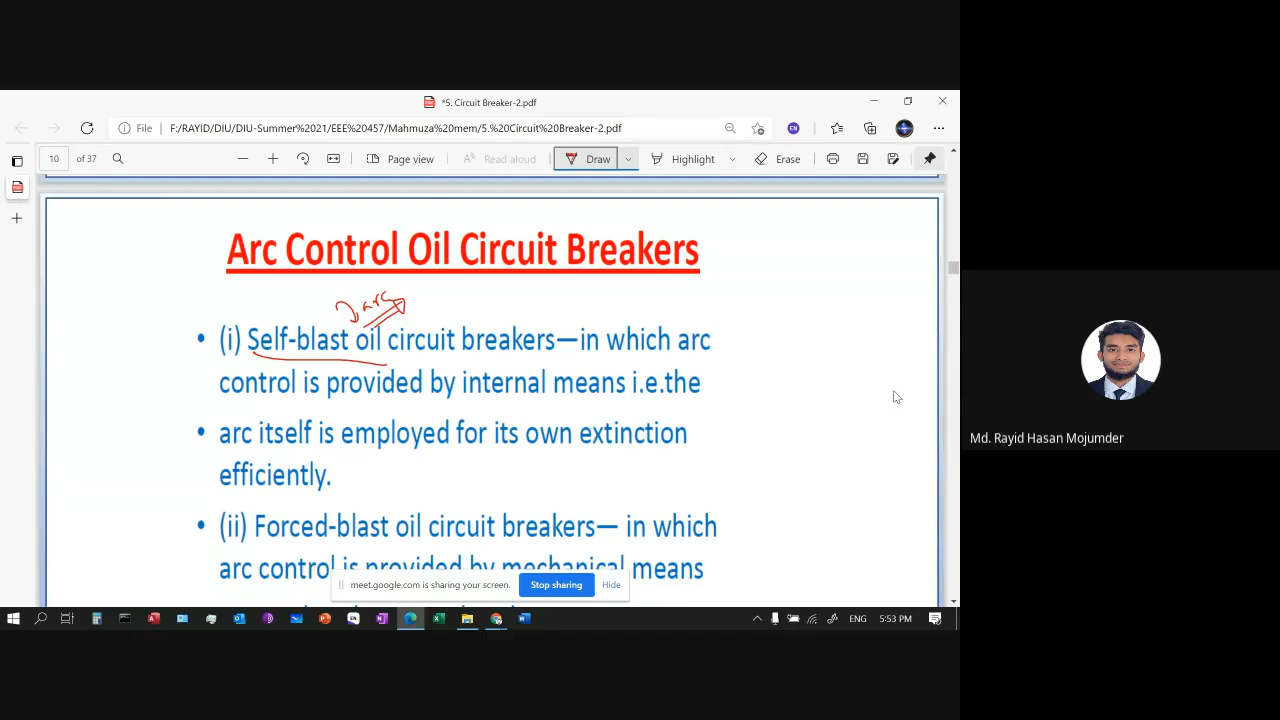 *5. Circuit Breaker-2.pdf
File F:/RAYID/DIU/DIU-Summer%2021/EEE%20457/Mahmuza%20mem/5.%20Circuit%20Breaker-2.pdf EN
10 of 37 Page view Read aloud Draw Highlight Erase
Arc Control Oil Circuit Breakers
arc
• (i) Self-blast oil circuit breakers—in which arc
control is provided by internal means i.e.the
• arc itself is employed for its own extinction
efficiently.
• (ii) Forced-blast oil circuit breakers— in which
arc control is provided by mechanical means
meet.google.com is sharing your screen. Stop sharing Hide
ENG 5:53 PM
Md. Rayid Hasan Mojumder